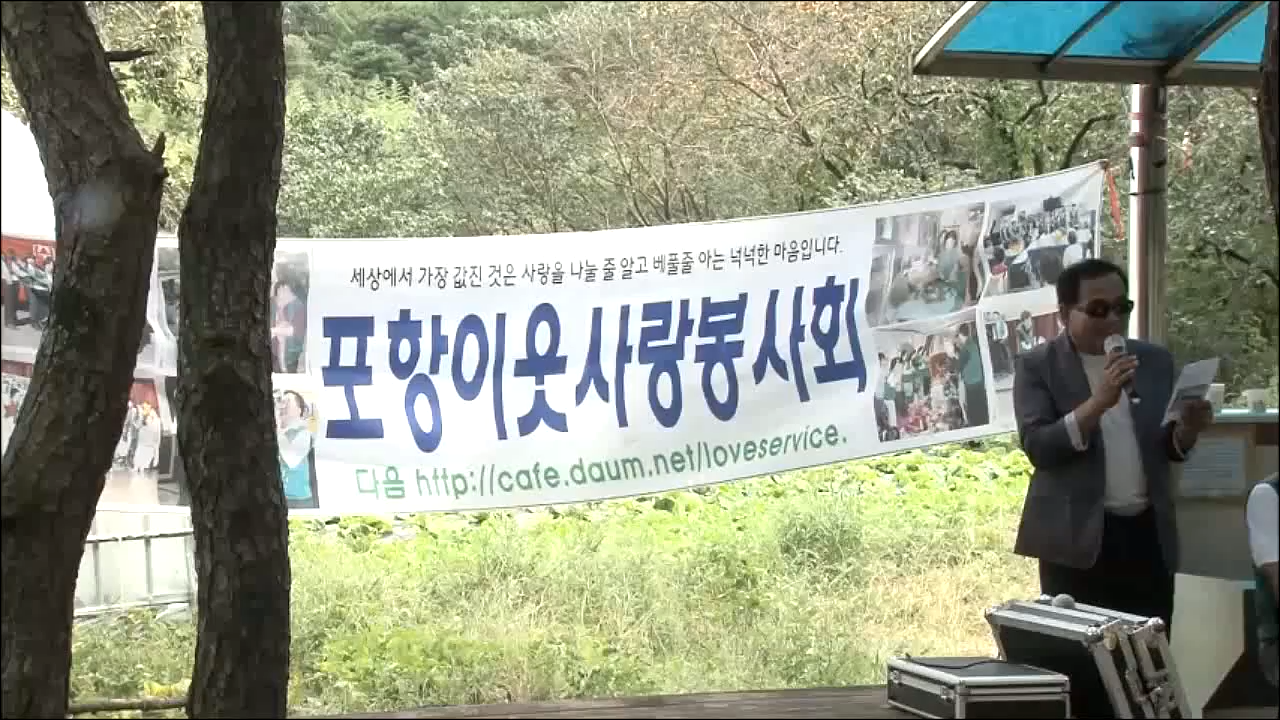 세상에서 가장 값진 것은 사랑을 나눌 줄 알고 베풀줄 아는 넉넉한 마음입니다.
포항이웃사랑봉사회
다음 http://cafe.daum.net/loveservice.